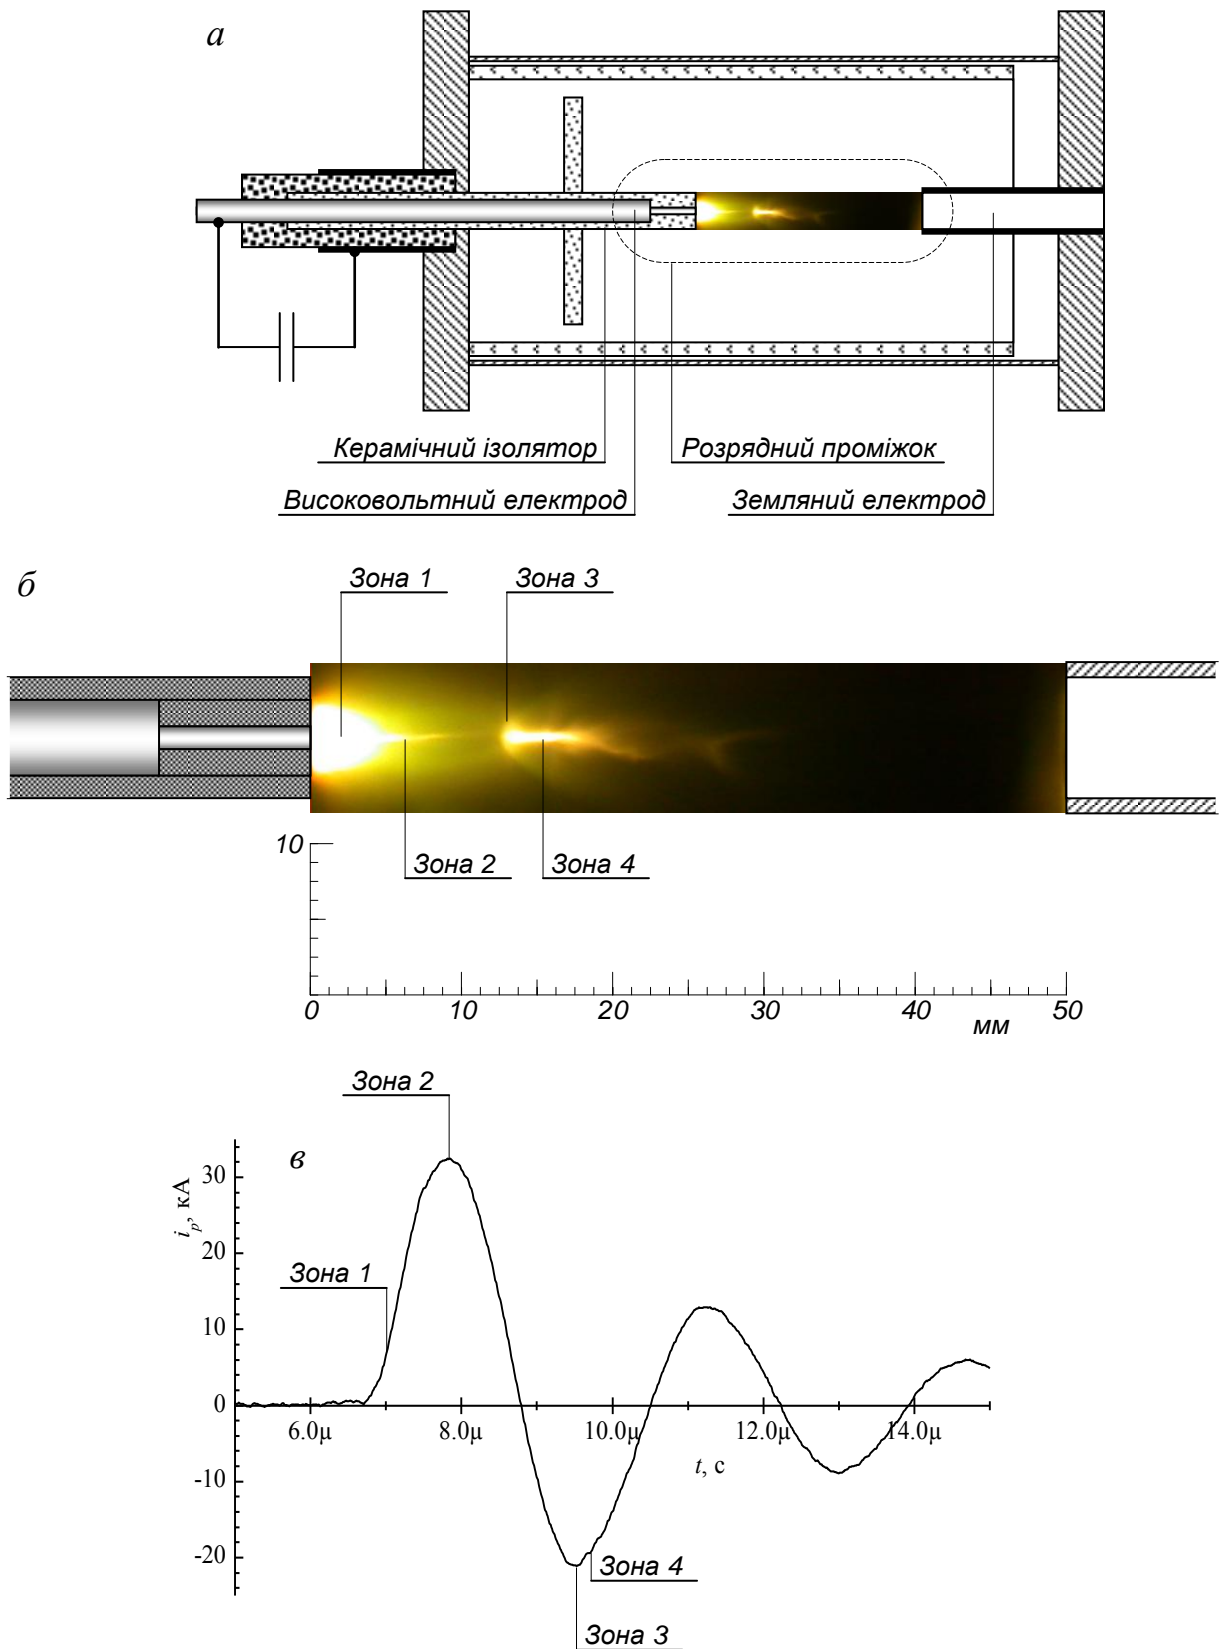 а
Керамічний ізолятор
Розрядний проміжок
Високовольтний електрод
Земляний електрод
б
Зона 1
Зона 3
10
Зона 2
Зона 4
0
10
20
30
40
50
мм
Зона 2
в
30
i_p, кА
20
Зона 1
10
0
6.0μ
8.0μ
10.0μ
12.0μ
14.0μ
t, с
-10
-20
Зона 4
Зона 3